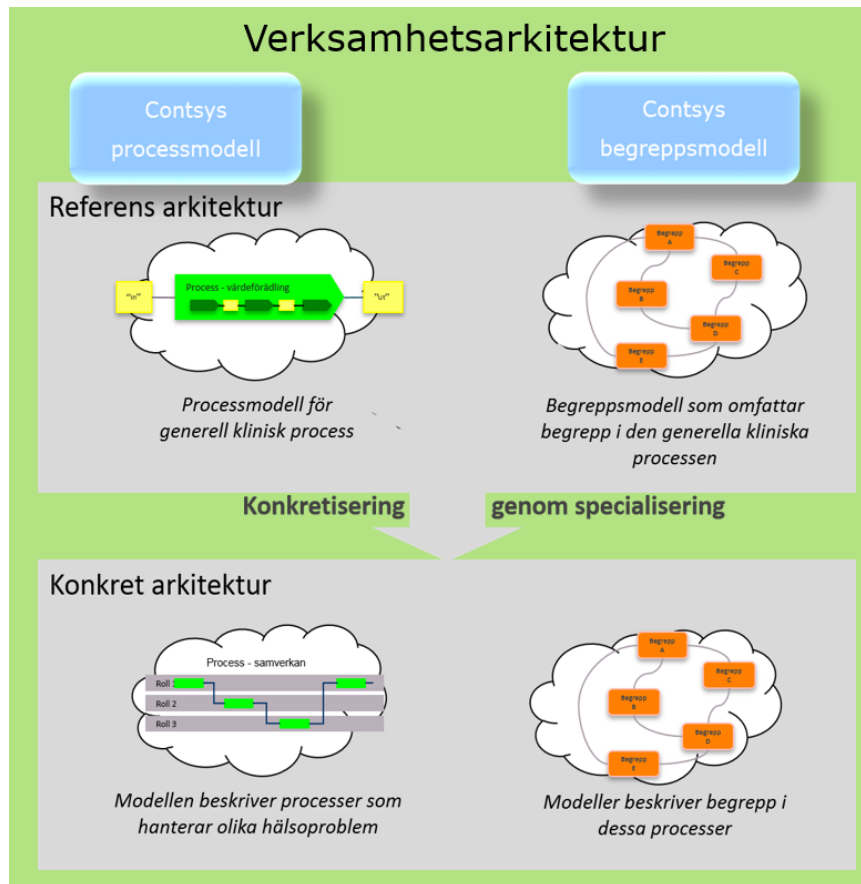 Verksamhetsarkitektur
Contsys
processmodell
Contsys
begreppsmodell
Referens arkitektur
"in"
Process - värdeförädling
"ut"
Begrepp
A
Begrepp
C
Begrepp
B
Begrepp
D
Begrepp
E
Processmodell för
generell klinisk process
Begreppsmodell som omfattar
begrepp i den generella kliniska
processen
Konkretisering
genom specialisering
Konkret arkitektur
Process - samverkan
Roll 1
Roll 2
Roll 3
Begrepp
A
Begrepp
C
Begrepp
B
Begrepp
D
Begrepp
E
Modellen beskriver processer som
hanterar olika hälsoproblem
Modeller beskriver begrepp i
dessa processer